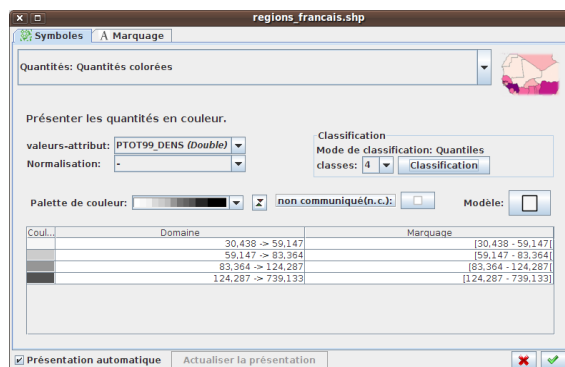 regions_francais.shp
Symboles A Marquage
Quantités: Quantités colorées
Présenter les quantités en couleur.
valeurs-attribut: PTOT99_DENS (Double)
Normalisation: -
Classification
Mode de classification: Quantiles
classes: 4 Classification
Palette de couleur: non communiqué(n.c.): Modèle:
Coul... Domaine Marquage
30,438 -> 59,147 [30,438 - 59,147[
59,147 -> 83,364 [59,147 - 83,364[
83,364 -> 124,287 [83,364 - 124,287[
124,287 -> 739,133 [124,287 - 739,133]
Présentation automatique Actualiser la présentation